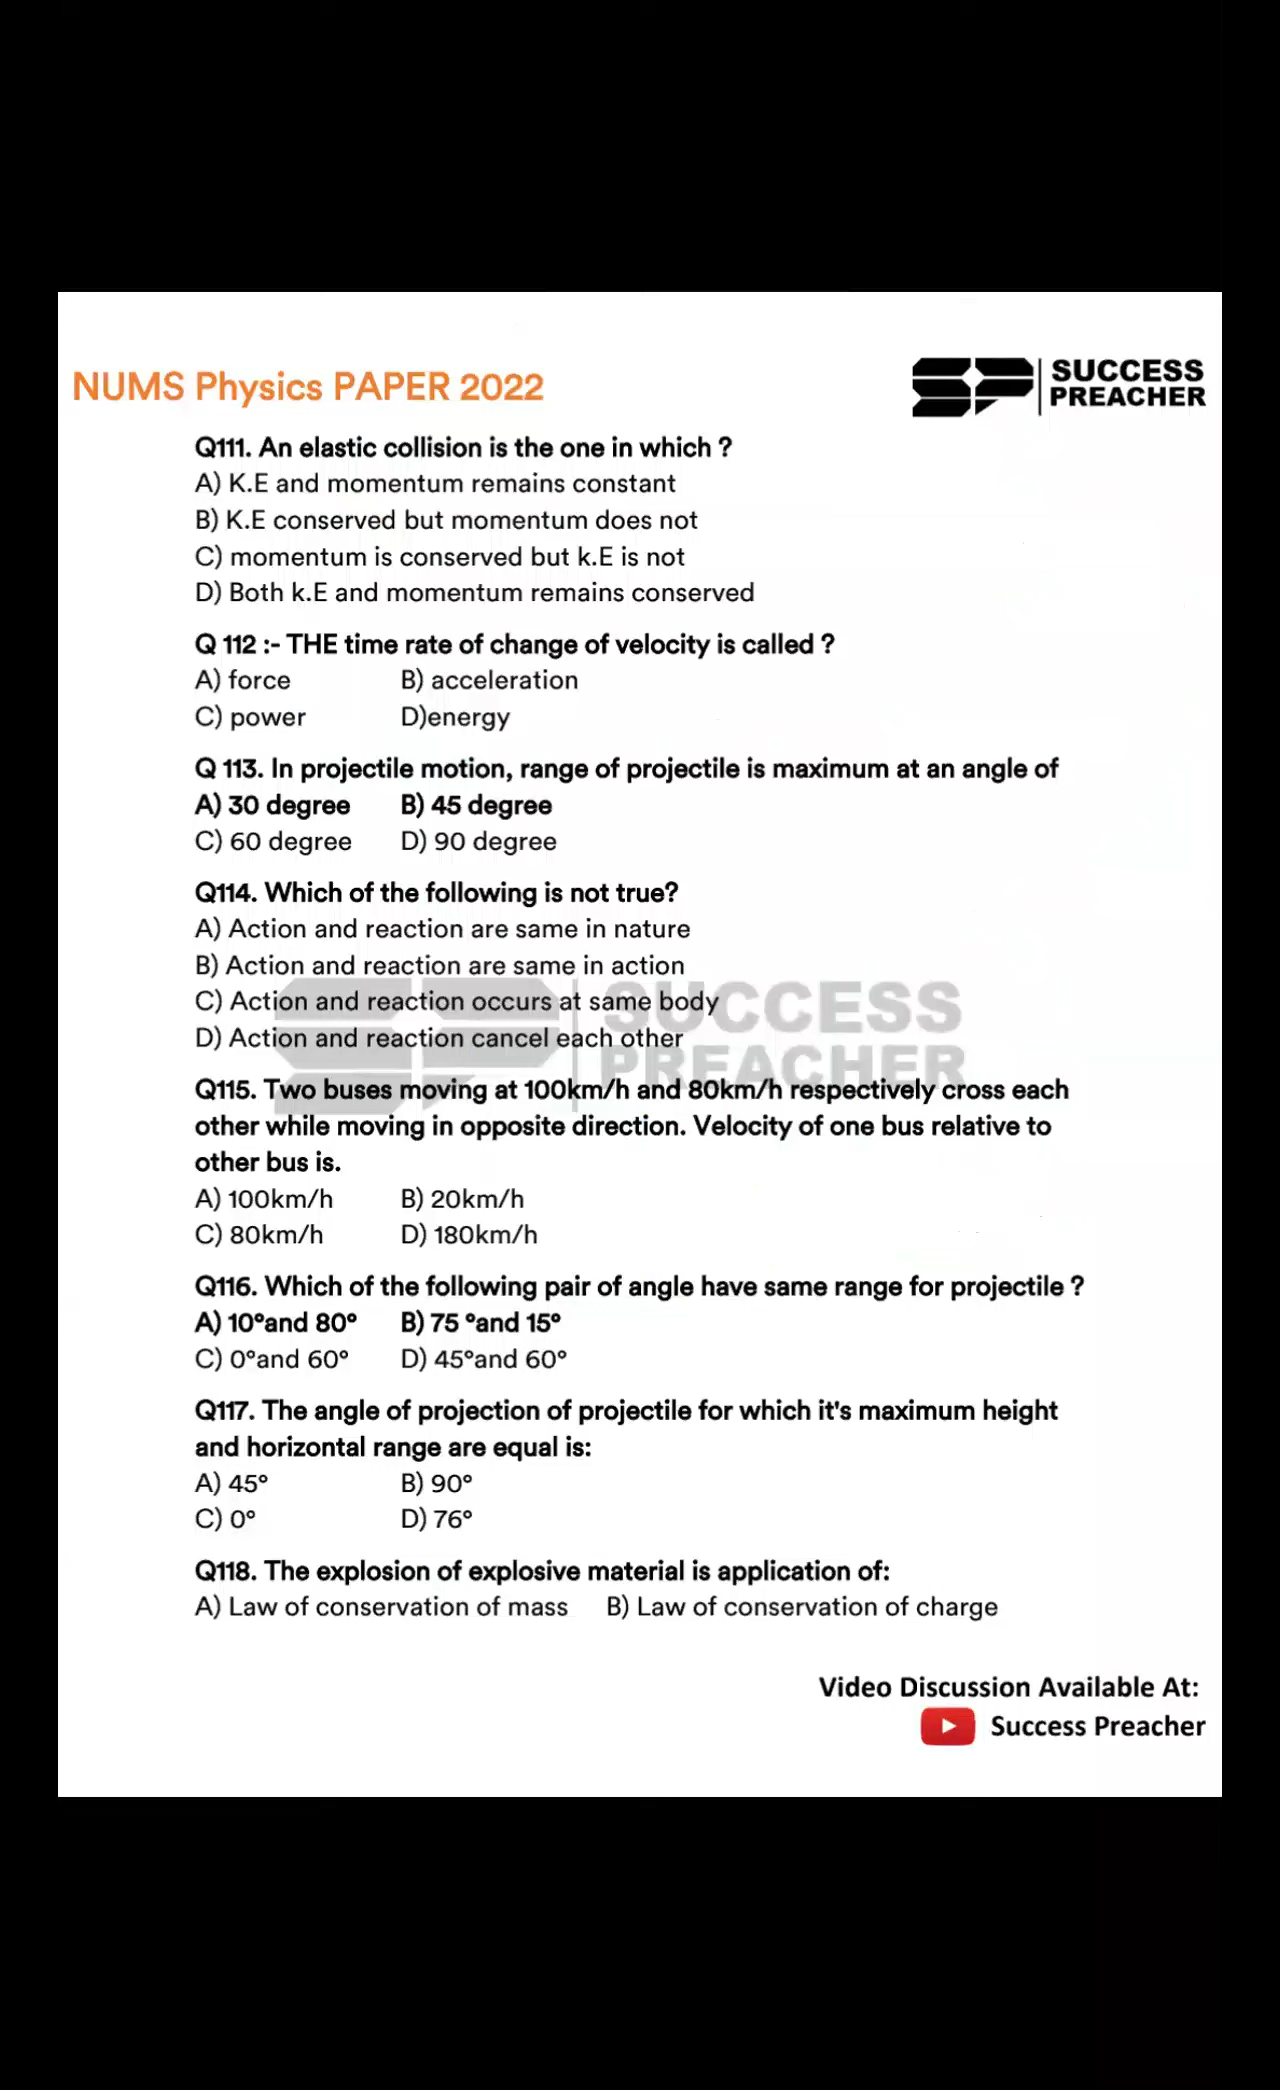 NUMS Physics PAPER 2022
SUCCESS
PREACHER
Q111. An elastic collision is the one in which ?
A) K.E and momentum remains constant
B) K.E conserved but momentum does not
C) momentum is conserved but k.E is not
D) Both k.E and momentum remains conserved
Q 112 :- THE time rate of change of velocity is called ?
A) force B) acceleration
C) power D)energy
Q 113. In projectile motion, range of projectile is maximum at an angle of
A) 30 degree B) 45 degree
C) 60 degree D) 90 degree
Q114. Which of the following is not true?
A) Action and reaction are same in nature
B) Action and reaction are same in action
C) Action and reaction occurs at same body
D) Action and reaction cancel each other
SUCCESS
PREACHER
Q115. Two buses moving at 100km/h and 80km/h respectively cross each
other while moving in opposite direction. Velocity of one bus relative to
other bus is.
A) 100km/h B) 20km/h
C) 80km/h D) 180km/h
Q116. Which of the following pair of angle have same range for projectile ?
A) 10°and 80° B) 75 °and 15°
C) 0°and 60° D) 45°and 60°
Q117. The angle of projection of projectile for which it's maximum height
and horizontal range are equal is:
A) 45° B) 90°
C) 0° D) 76°
Q118. The explosion of explosive material is application of:
A) Law of conservation of mass B) Law of conservation of charge
Video Discussion Available At:
Success Preacher